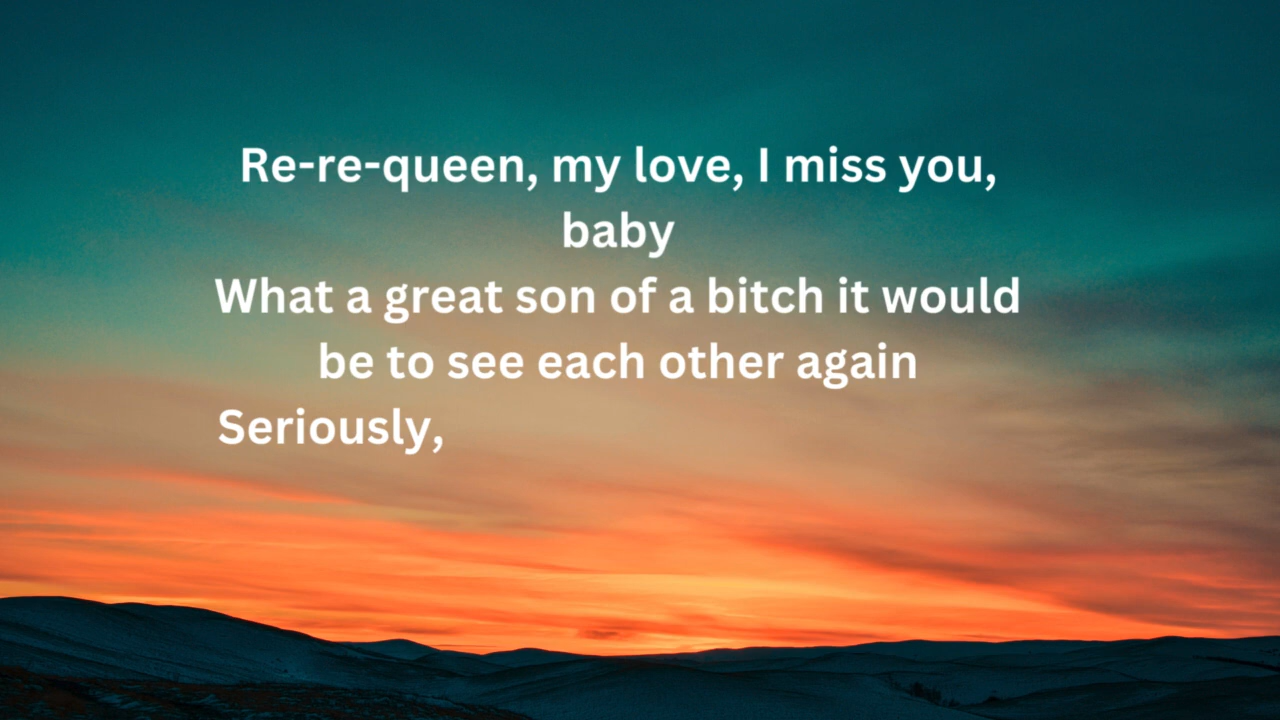 Re-re-queen, my love, I miss you,
baby
What a great son of a bitch it would
be to see each other again
Seriously,